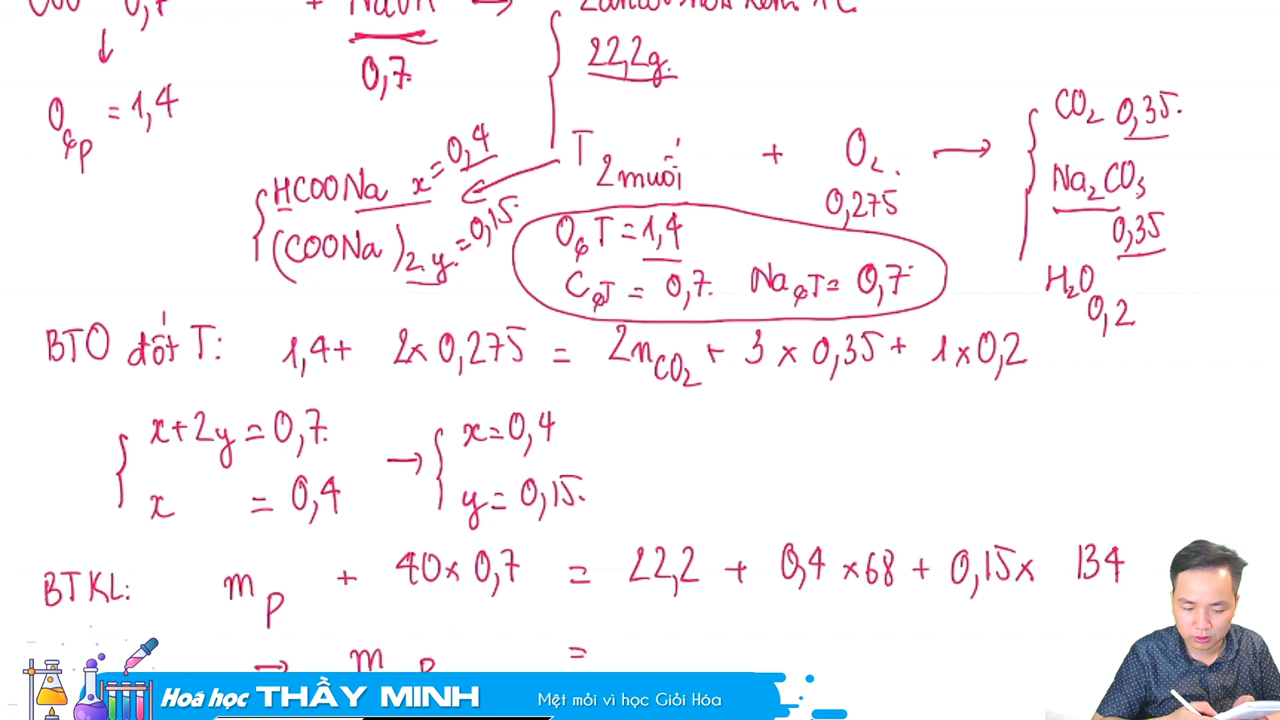 + NaOH →
0,7
22,2g.
O p = 1,4
CO2 0,35.
T 2 muối + O2 →
0,275
HCOONa x = 0,4
(COONa)2 y = 0,15.
Na2CO3
0,35
O T = 1,4
C T = 0,7. Na T = 0,7
H2O
0,2
BTO đốt T: 1,4 + 2 x 0,275 = 2nCO2 + 3 x 0,35 + 1 x 0,2
x + 2y = 0,7. → x = 0,4
x = 0,4 y = 0,15.
BTKL: mp + 40 x 0,7 = 22,2 + 0,4 x 68 + 0,15 x 134
→ mp =
Hoá học THẦY MINH Mệt mỏi vì học Giỏi Hóa